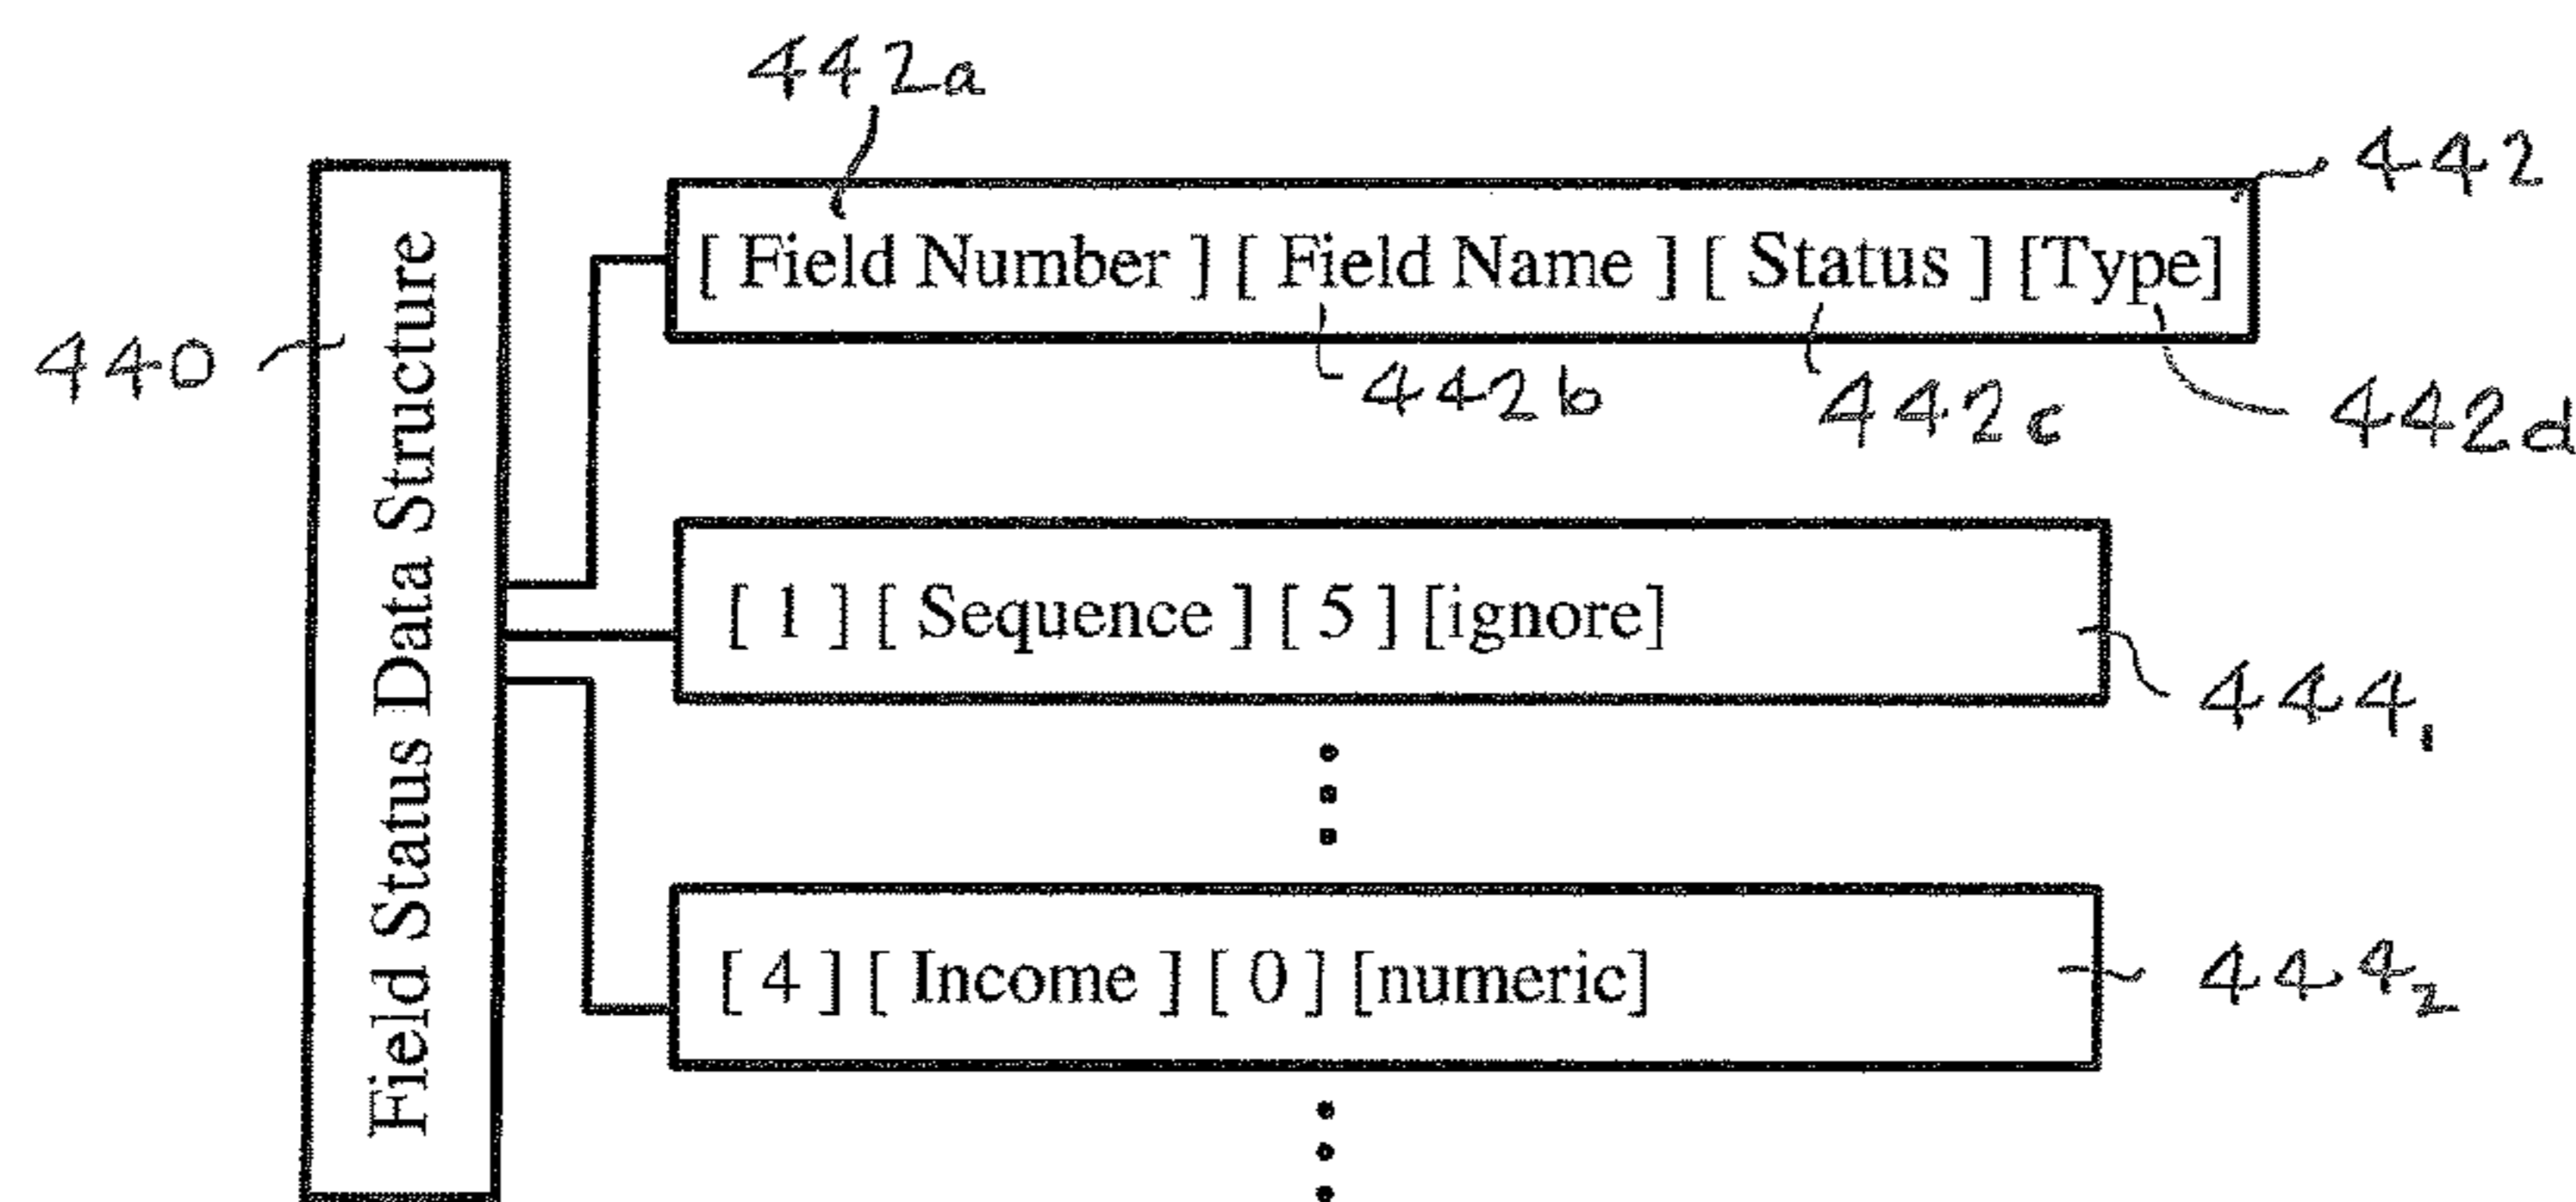 442a
442
[ Field Number ] [ Field Name ] [ Status ] [Type]
440
442b
442c
442d
Field Status Data Structure
[ 1 ] [ Sequence ] [ 5 ] [ignore]
444₁
[ 4 ] [ Income ] [ 0 ] [numeric]
444₂